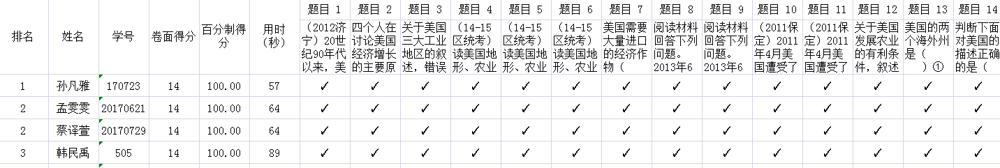 排名 姓名 学号 卷面得分 百分制得分 用时（秒） 题目 1 题目 2 题目 3 题目 4 题目 5 题目 6 题目 7 题目 8 题目 9 题目 10 题目 11 题目 12 题目 13 题目 14
（2012济宁）20世纪90年代以来，美
四个人在讨论美国经济增长的主要原
关于美国三大工业地区的叙述，错误
（14-15区统考）读美国地形、农业
（14-15区统考）读美国地形、农业
（14-15区统考）读美国地形、农业
美国需要大量进口的经济作物（
阅读材料回答下列问题。2013年6
阅读材料回答下列问题。2013年6
（2011保定）2011年4月美国遭受了
（2011保定）2011年4月美国遭受了
关于美国发展农业的有利条件，叙述
美国的两个海外州是（ ）①
判断下面对美国的描述正确的是（
1 孙凡雅 170723 14 100.00 57 ✓ ✓ ✓ ✓ ✓ ✓ ✓ ✓ ✓ ✓ ✓ ✓ ✓ ✓
2 孟雯雯 20170621 14 100.00 64 ✓ ✓ ✓ ✓ ✓ ✓ ✓ ✓ ✓ ✓ ✓ ✓ ✓ ✓
2 蔡译萱 20170729 14 100.00 64 ✓ ✓ ✓ ✓ ✓ ✓ ✓ ✓ ✓ ✓ ✓ ✓ ✓ ✓
3 韩民禹 505 14 100.00 89 ✓ ✓ ✓ ✓ ✓ ✓ ✓ ✓ ✓ ✓ ✓ ✓ ✓ ✓